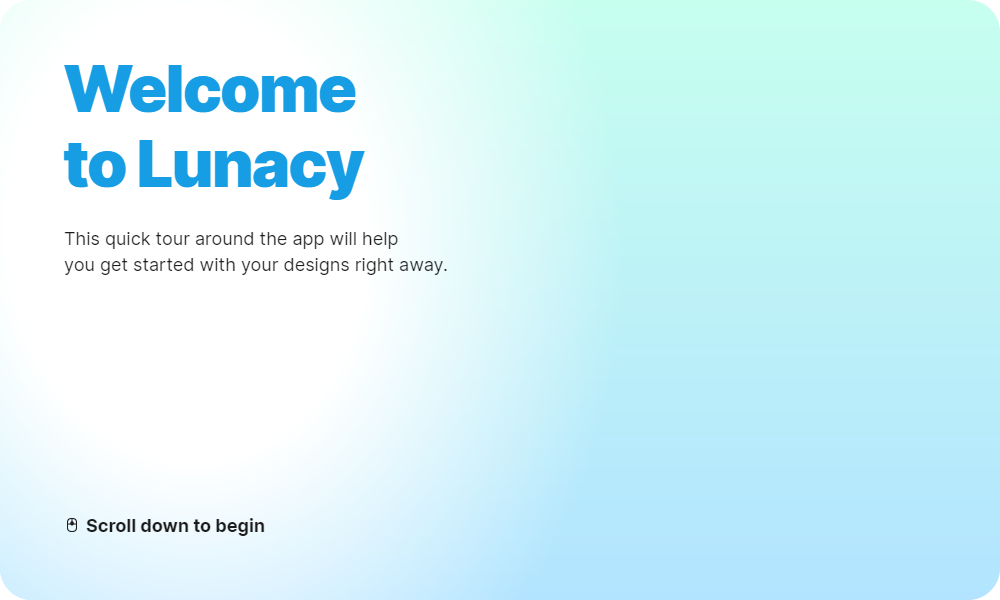 Welcome
to Lunacy
This quick tour around the app will help
you get started with your designs right away.
Scroll down to begin